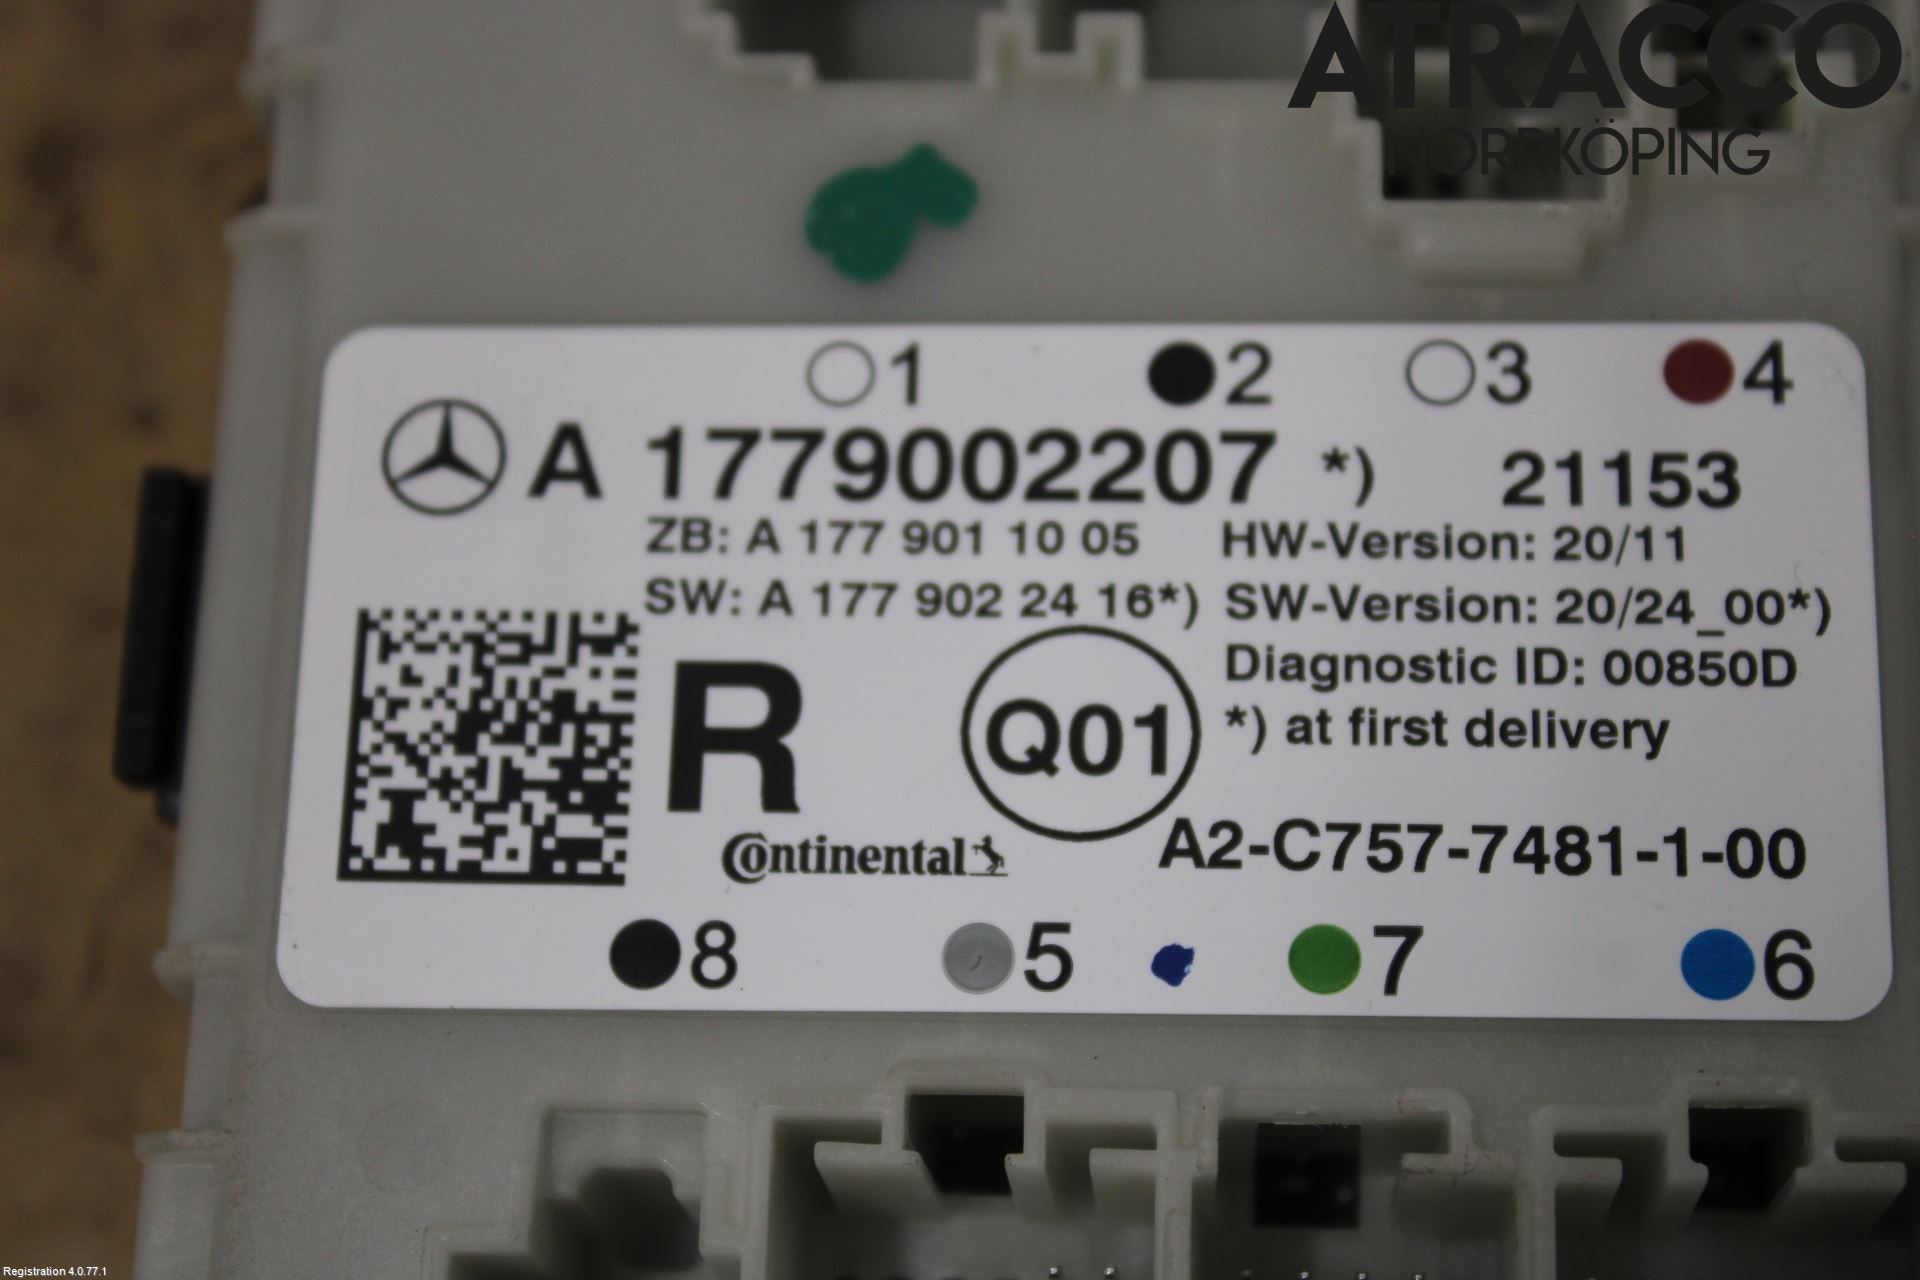 ATRACCO
NORRKÖPING
1 2 3 4
A 1779002207 *) 21153
ZB: A 177 901 10 05 HW-Version: 20/11
SW: A 177 902 24 16*) SW-Version: 20/24_00*)
Diagnostic ID: 00850D
R Q01 *) at first delivery
Continental A2-C757-7481-1-00
8 5 7 6
Registration 4.0.77.1